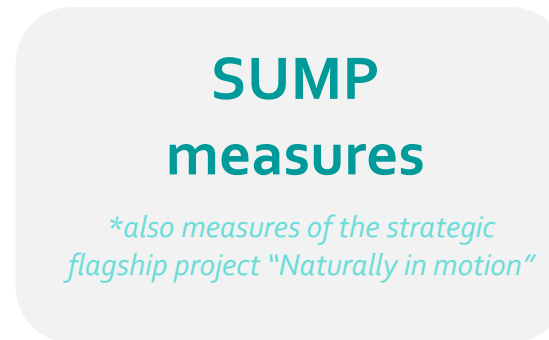 SUMP
measures
*also measures of the strategic
flagship project “Naturally in motion”